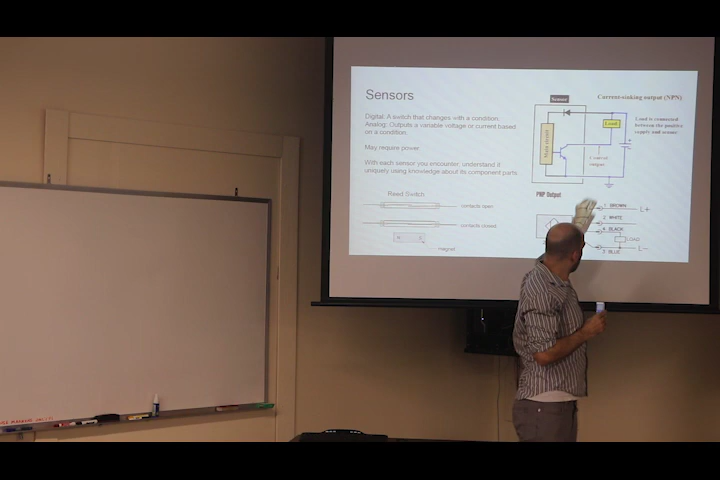 Sensors
Digital: A switch that changes with a condition.
Analog: Outputs a variable voltage or current based
on a sondition.
May require power
With each sensor you encounter: understand it
uniquely using knowledge about its component parts
Reed Switch
contacts open
contacts closed
magnet
Sensor
Current-sinking output (NPN)
Load
Load is connected
between the positive
supply and sensor
Main circuit
PNP Output
1 BROWN
L+
2 WHITE
4 BLACK
LOAD
3 BLUE
L−